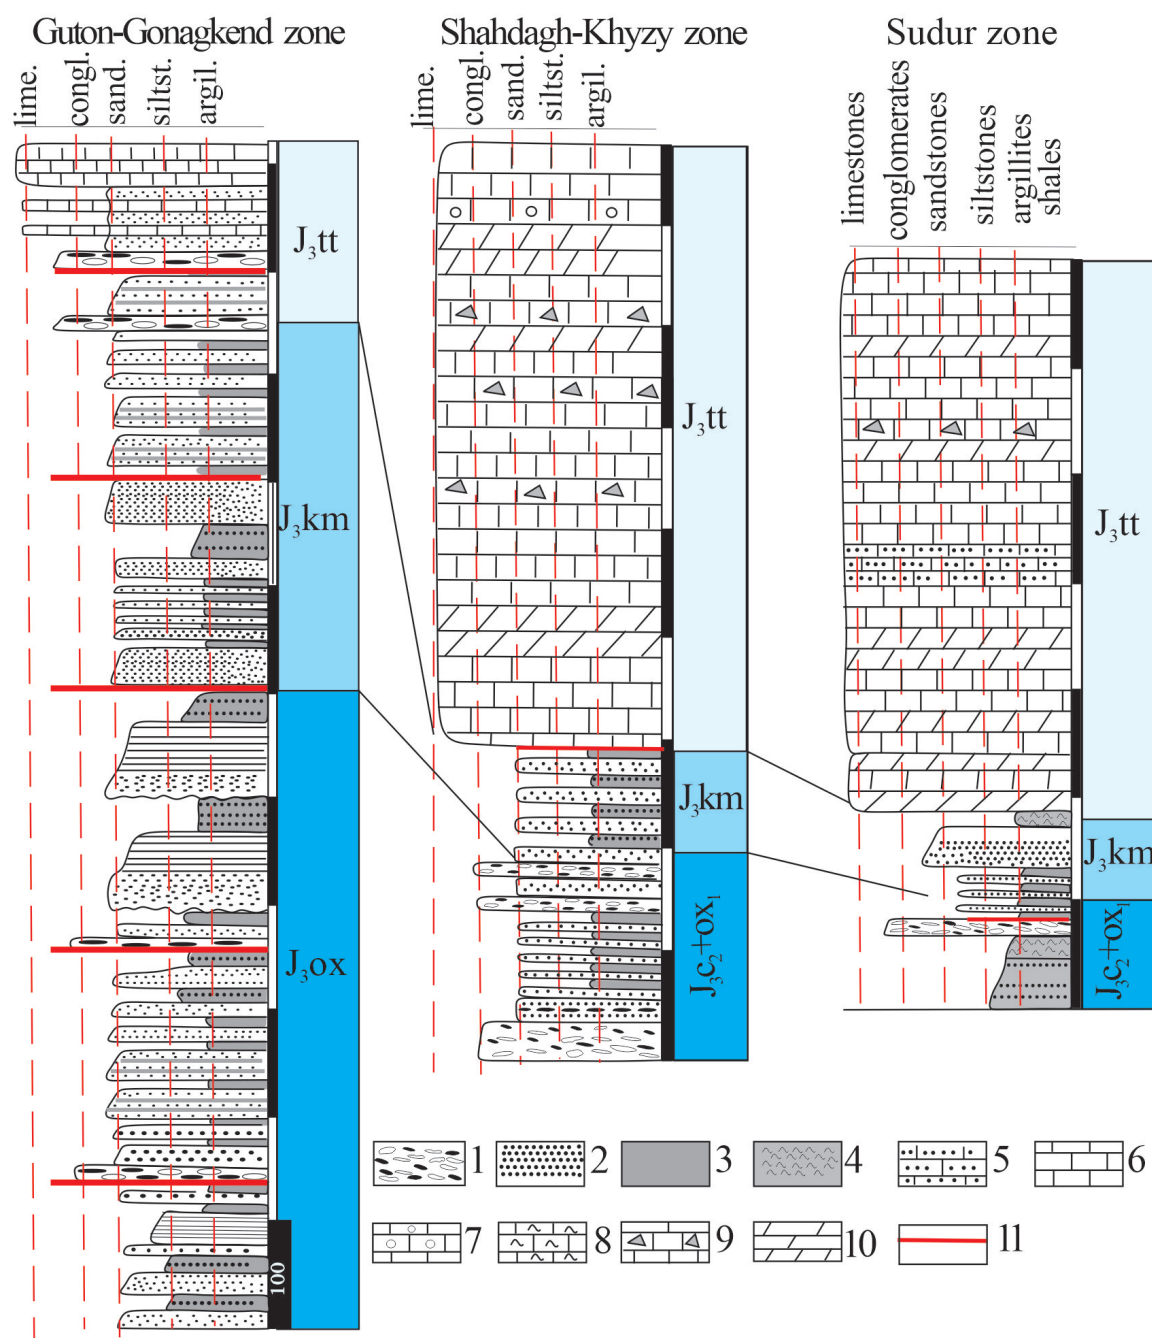 Guton-Gonagkend zone
Shahdagh-Khyzy zone
Sudur zone
lime.
congl.
sand.
siltst.
argil.
lime.
congl.
sand.
siltst.
argil.
limestones
conglomerates
sandstones
siltstones
argillites
shales
J₃tt
J₃km
J₃ox
100
J₃tt
J₃km
J₃c₂+ox₁
J₃tt
J₃km
J₃c₂+ox₁
1
2
3
4
5
6
7
8
9
10
11